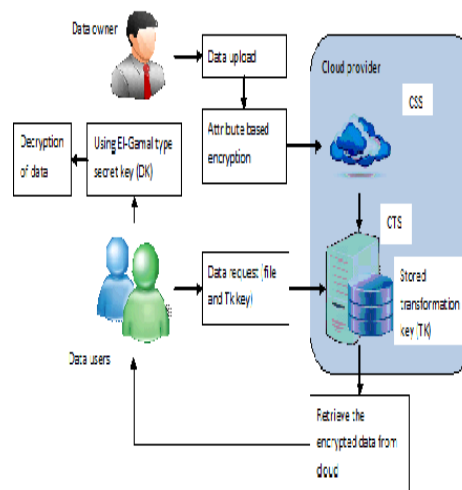 Data owner
Data upload
Cloud provider
CSS
Decryption
of data
Using El-Gamal type
secret key (DK)
Attribute based
encryption
CTS
Data request (file
and Tk key)
Stored
transformation
key (TK)
Data users
Retrieve the
encrypted data from
cloud